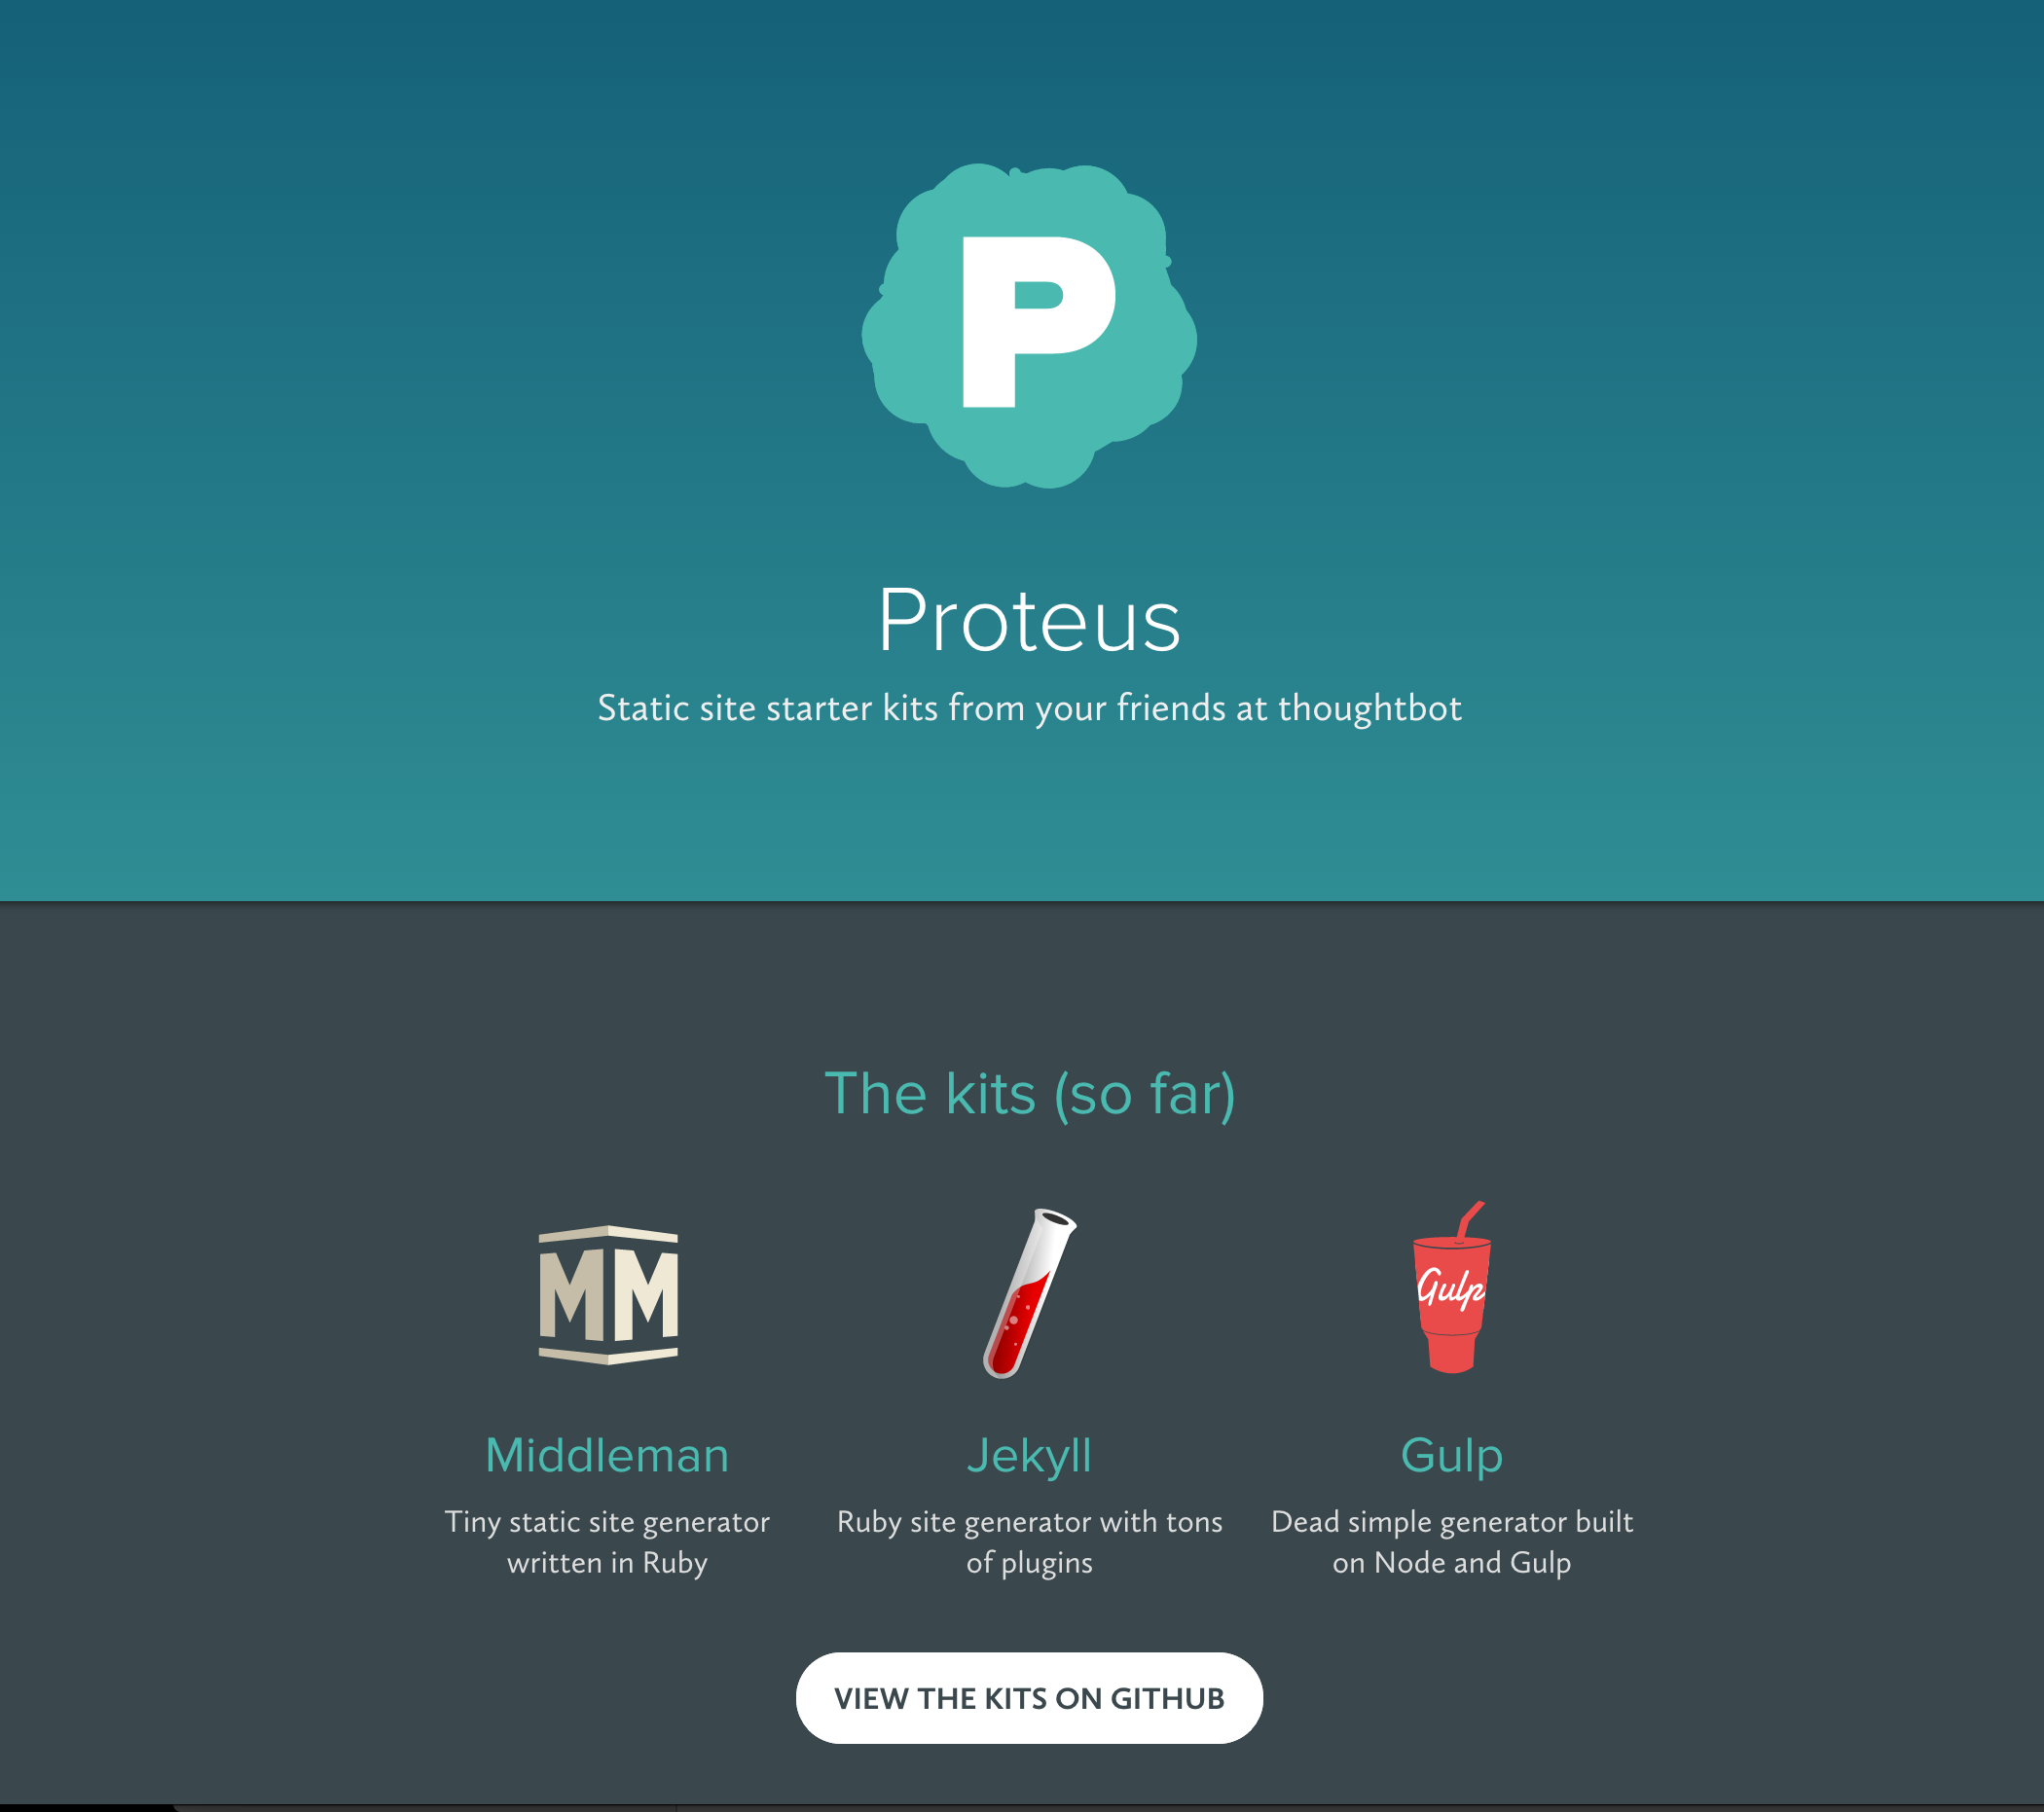 P
Proteus
Static site starter kits from your friends at thoughtbot
The kits (so far)
MM
Gulp
Middleman
Tiny static site generator
written in Ruby
Jekyll
Ruby site generator with tons
of plugins
Gulp
Dead simple generator built
on Node and Gulp
VIEW THE KITS ON GITHUB